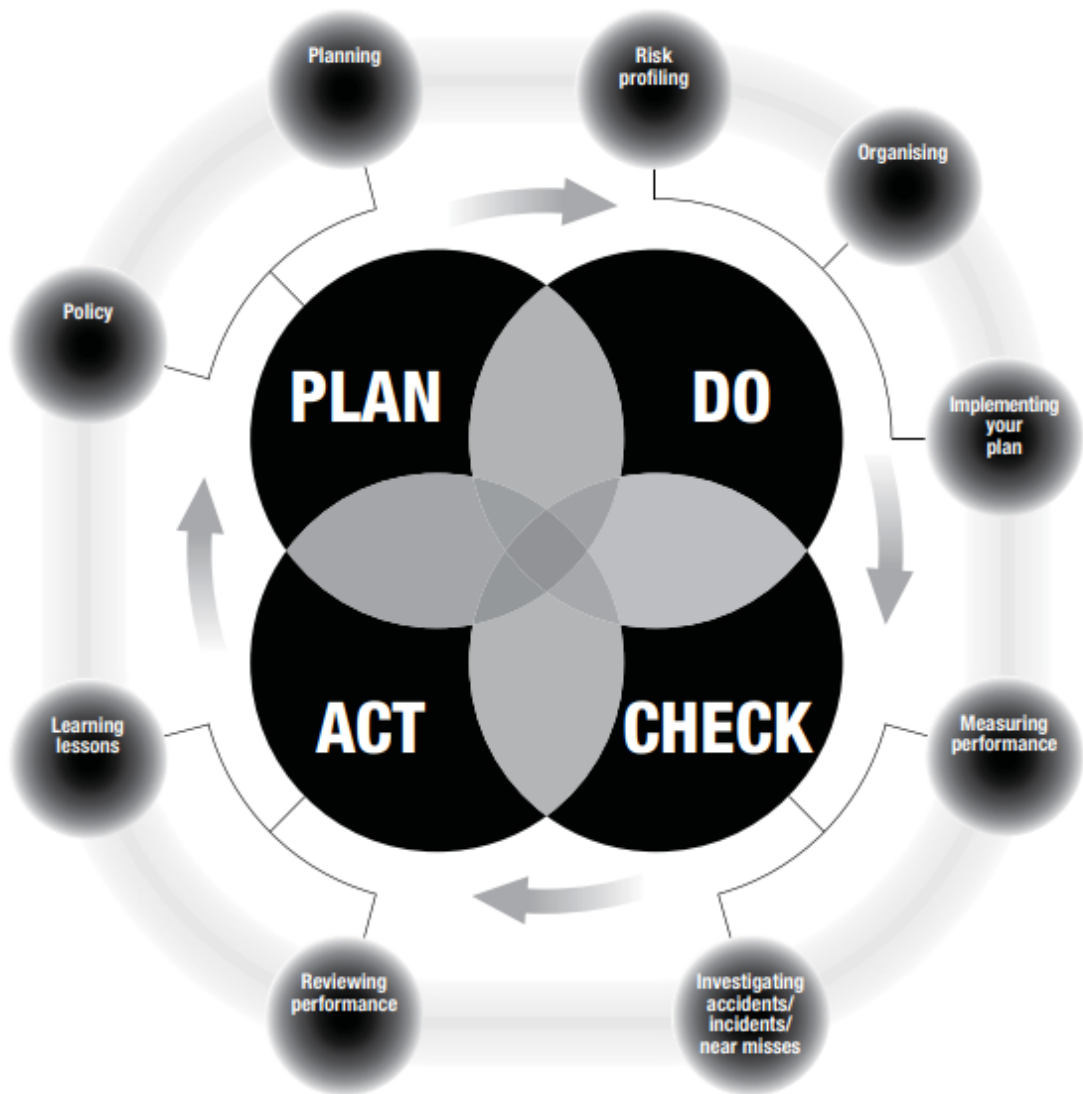 Planning
Risk
profiling
Organising
Policy
PLAN
DO
Implementing
your
plan
Learning
lessons
ACT
CHECK
Measuring
performance
Reviewing
performance
Investigating
accidents/
incidents/
near misses